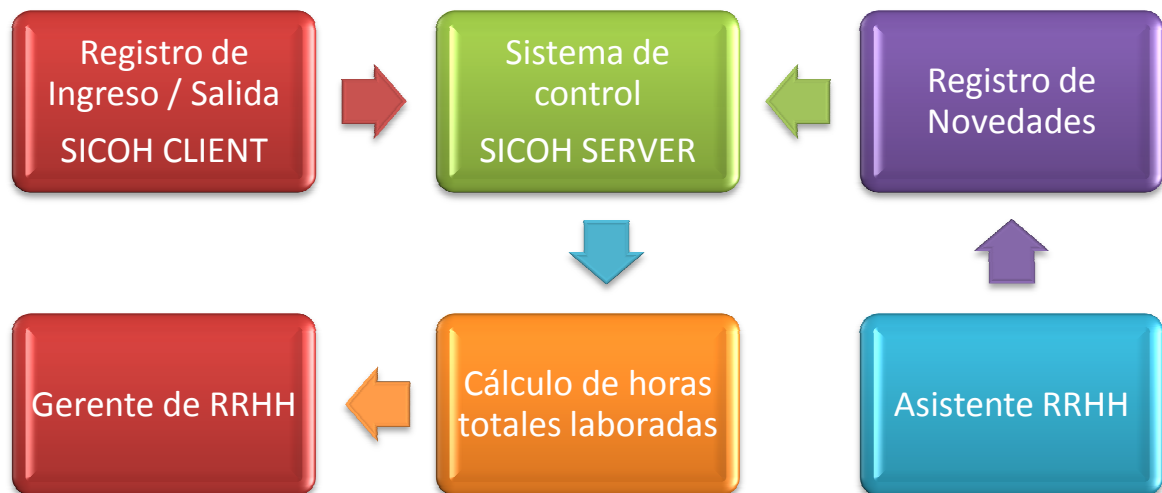 Registro de
Ingreso / Salida
SICOH CLIENT
Sistema de
control
SICOH SERVER
Registro de
Novedades
Gerente de RRHH
Cálculo de horas
totales laboradas
Asistente RRHH